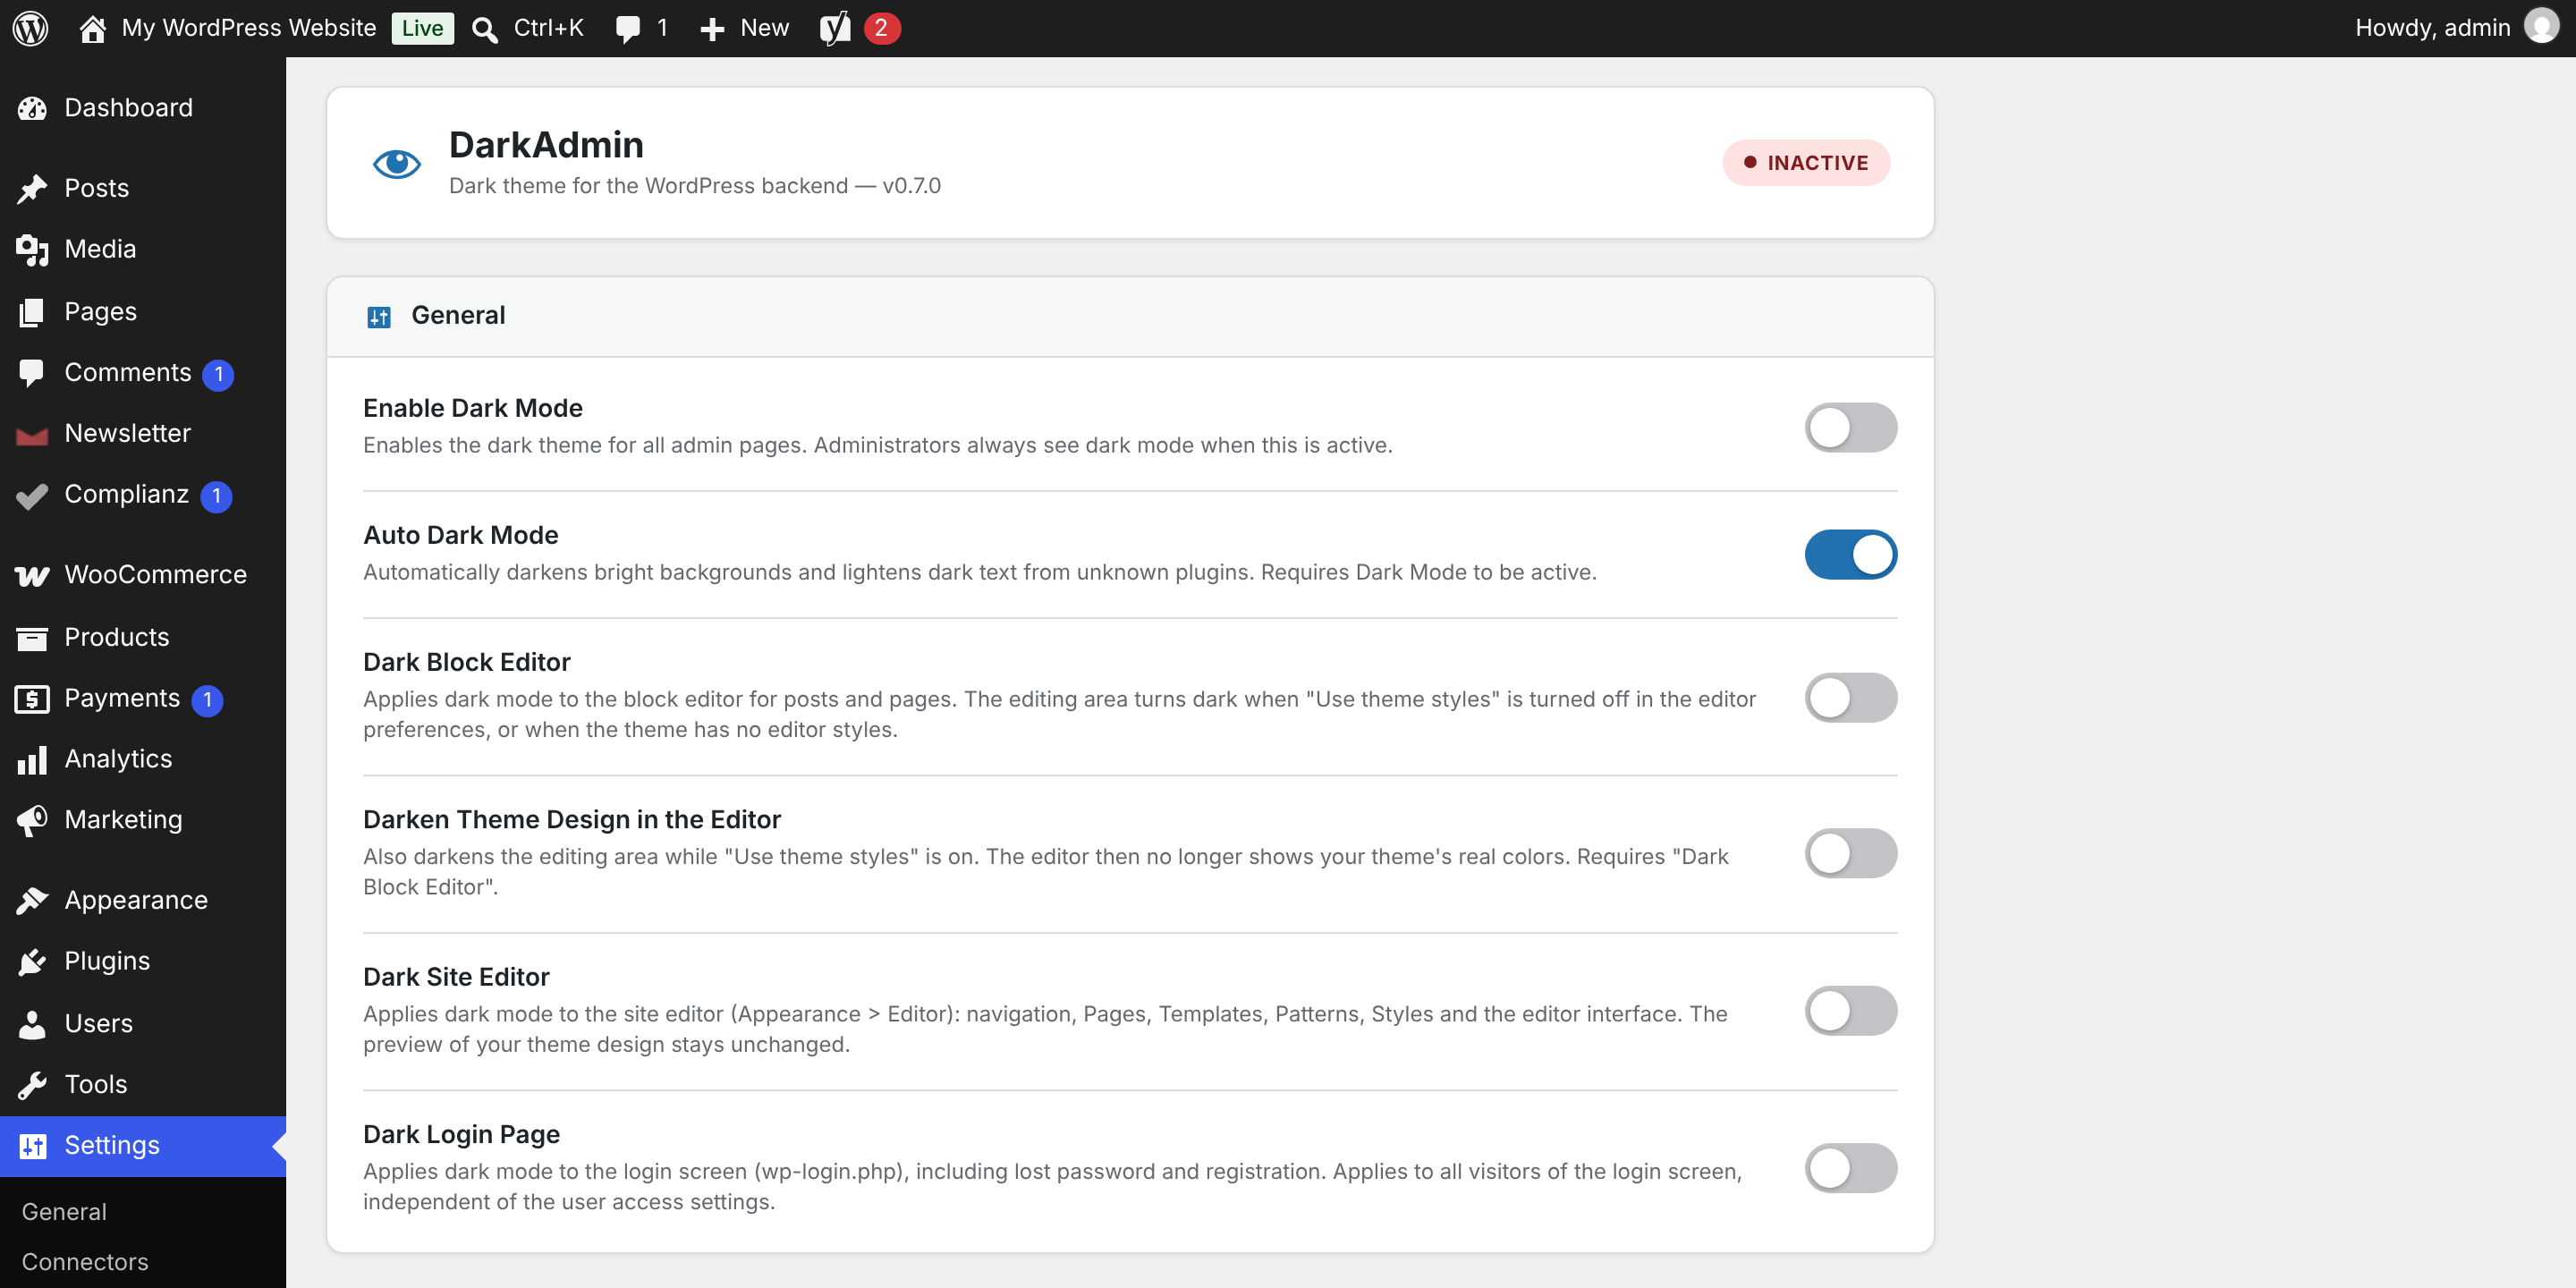 My WordPress Website Live Ctrl+K 1 New 2 Howdy, admin
Dashboard
Posts
Media
Pages
Comments 1
Newsletter
Complianz 1
WooCommerce
Products
Payments 1
Analytics
Marketing
Appearance
Plugins
Users
Tools
Settings
General
Connectors
DarkAdmin
Dark theme for the WordPress backend — v0.7.0
INACTIVE
General
Enable Dark Mode
Enables the dark theme for all admin pages. Administrators always see dark mode when this is active.
Auto Dark Mode
Automatically darkens bright backgrounds and lightens dark text from unknown plugins. Requires Dark Mode to be active.
Dark Block Editor
Applies dark mode to the block editor for posts and pages. The editing area turns dark when "Use theme styles" is turned off in the editor
preferences, or when the theme has no editor styles.
Darken Theme Design in the Editor
Also darkens the editing area while "Use theme styles" is on. The editor then no longer shows your theme's real colors. Requires "Dark
Block Editor".
Dark Site Editor
Applies dark mode to the site editor (Appearance > Editor): navigation, Pages, Templates, Patterns, Styles and the editor interface. The
preview of your theme design stays unchanged.
Dark Login Page
Applies dark mode to the login screen (wp-login.php), including lost password and registration. Applies to all visitors of the login screen,
independent of the user access settings.